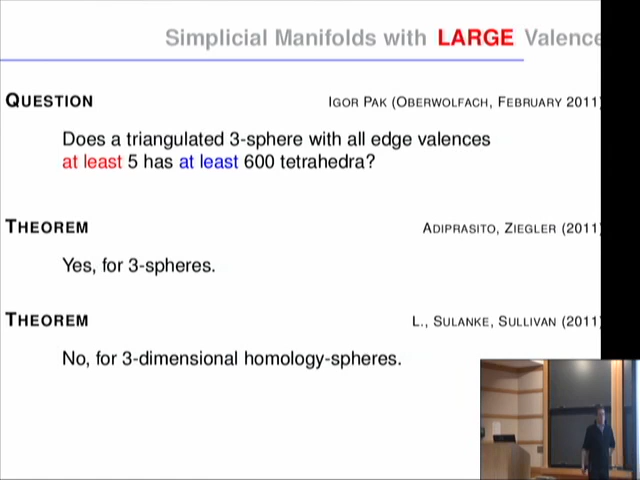 Simplicial Manifolds with LARGE Valence
QUESTION IGOR PAK (OBERWOLFACH, FEBRUARY 2011)
Does a triangulated 3-sphere with all edge valences
at least 5 has at least 600 tetrahedra?
THEOREM ADIPRASITO, ZIEGLER (2011)
Yes, for 3-spheres.
THEOREM L., SULANKE, SULLIVAN (2011)
No, for 3-dimensional homology-spheres.